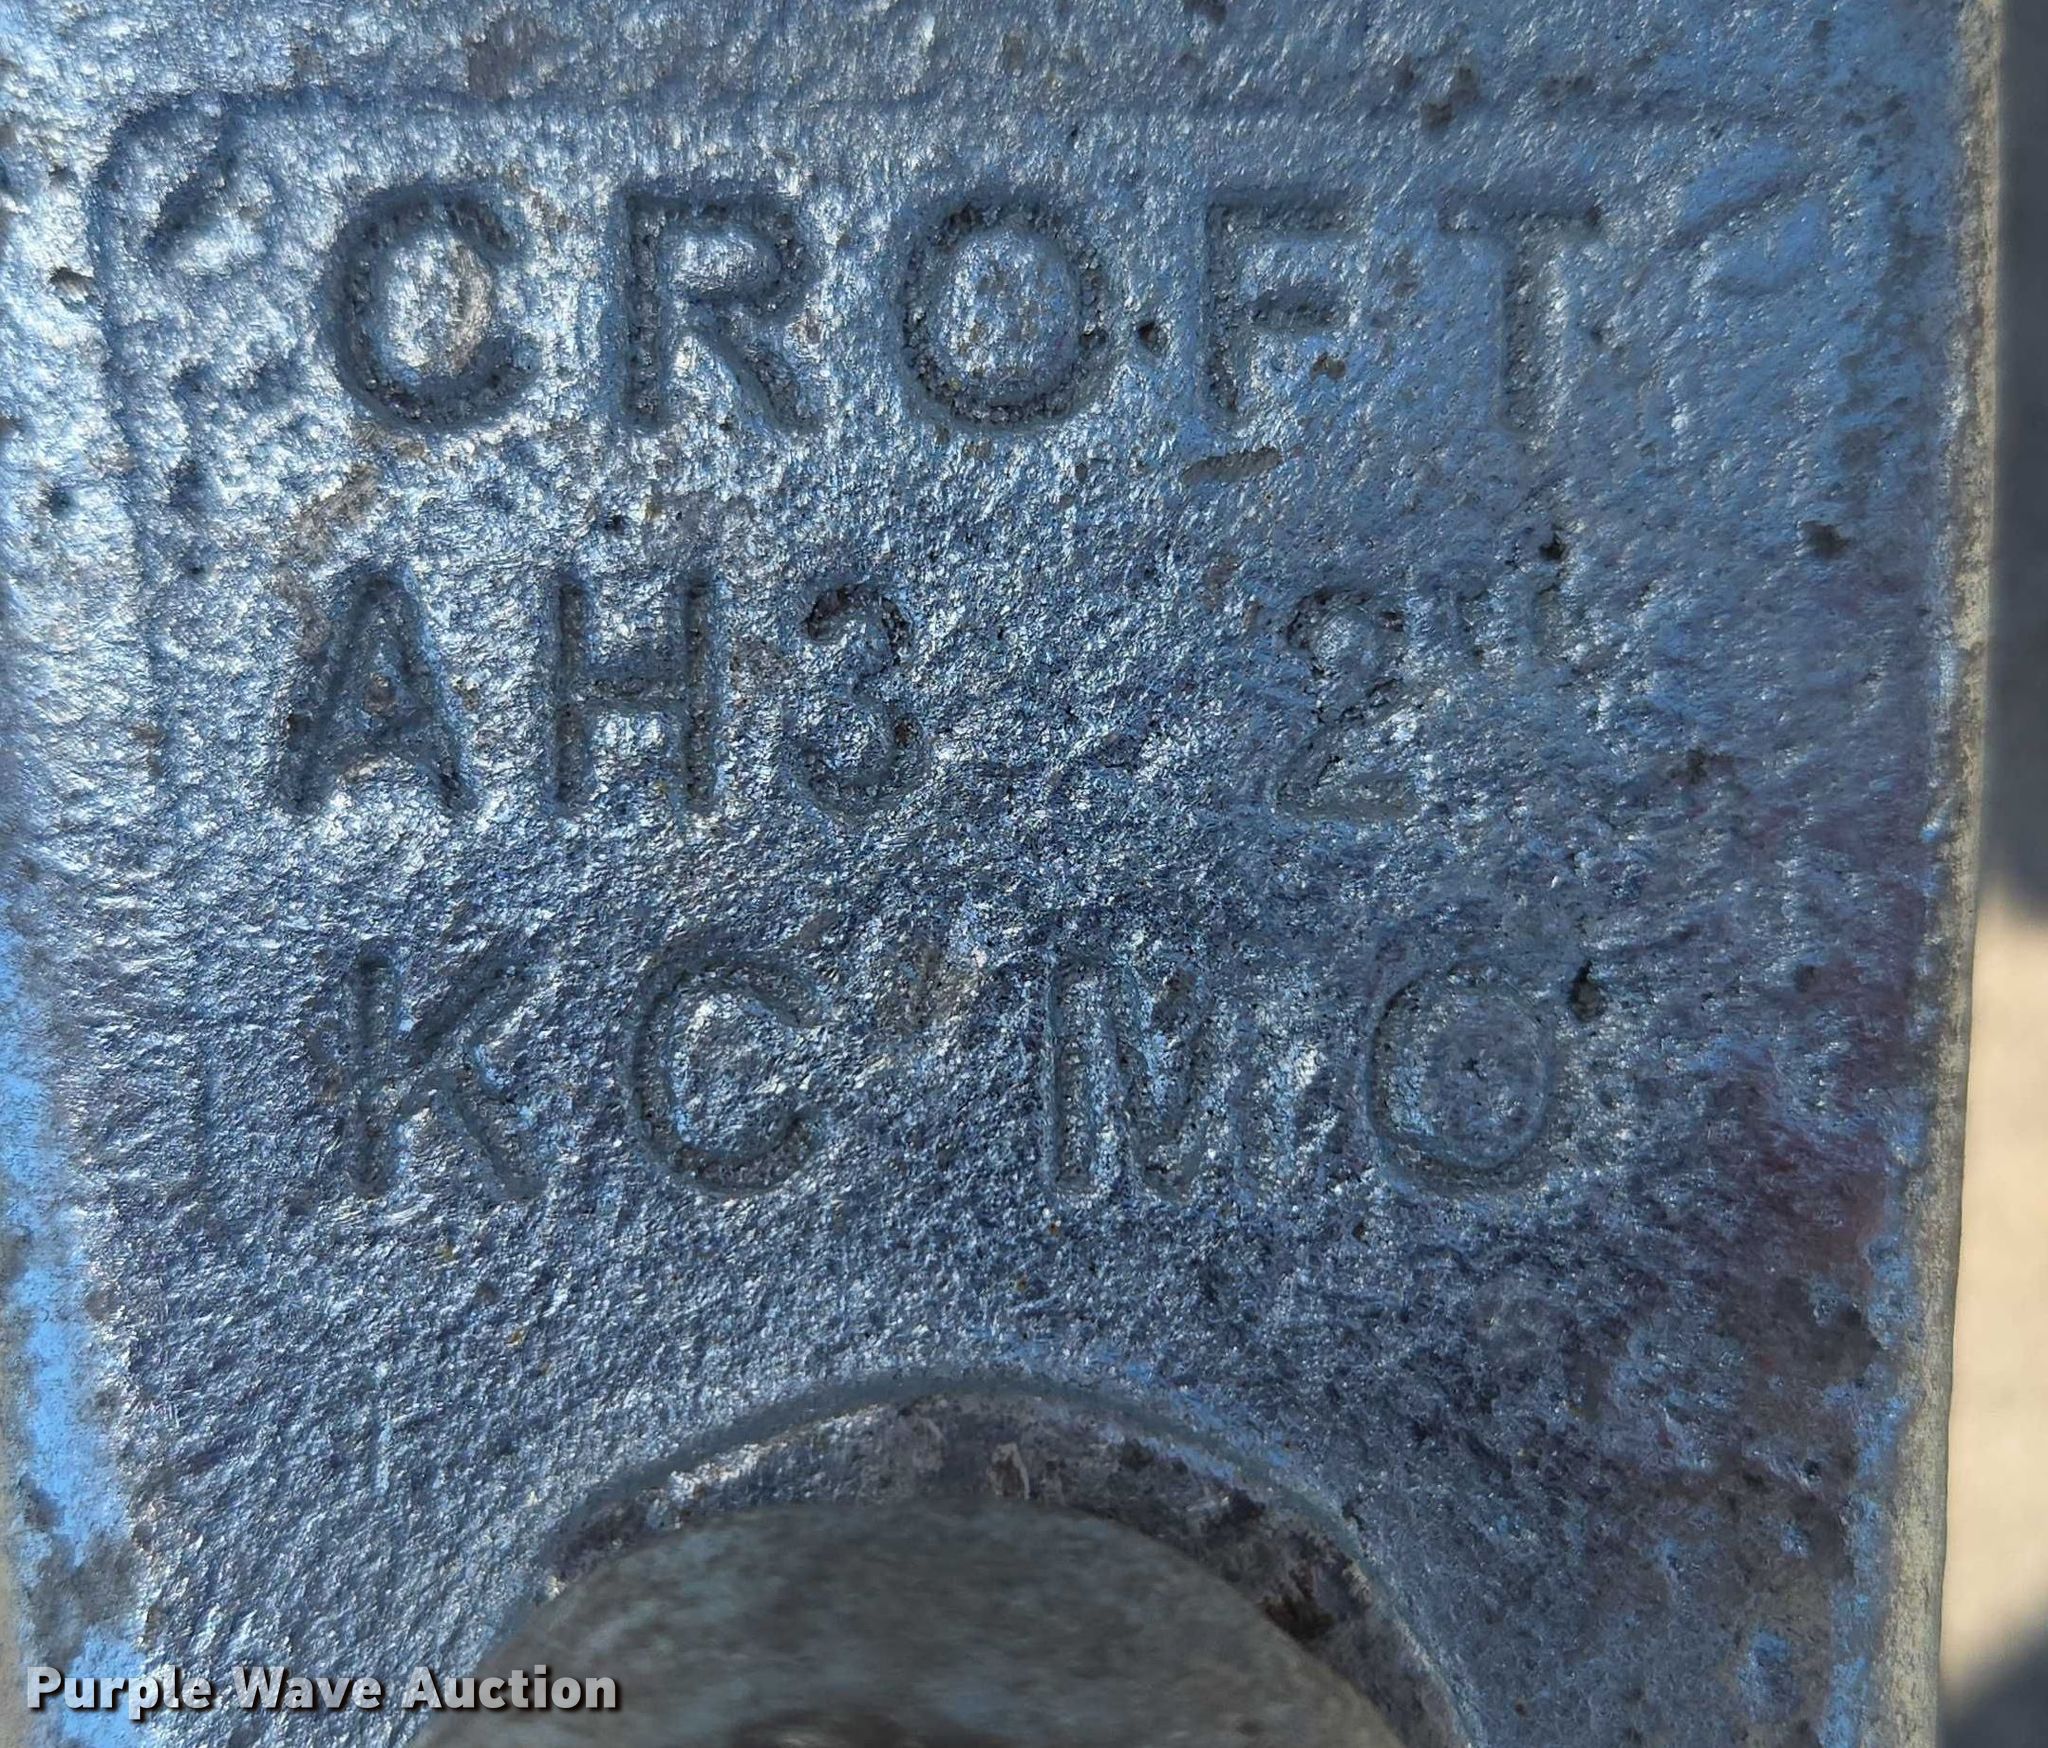 CROFT
AH3 2"
KC MO
Purple Wave Auction